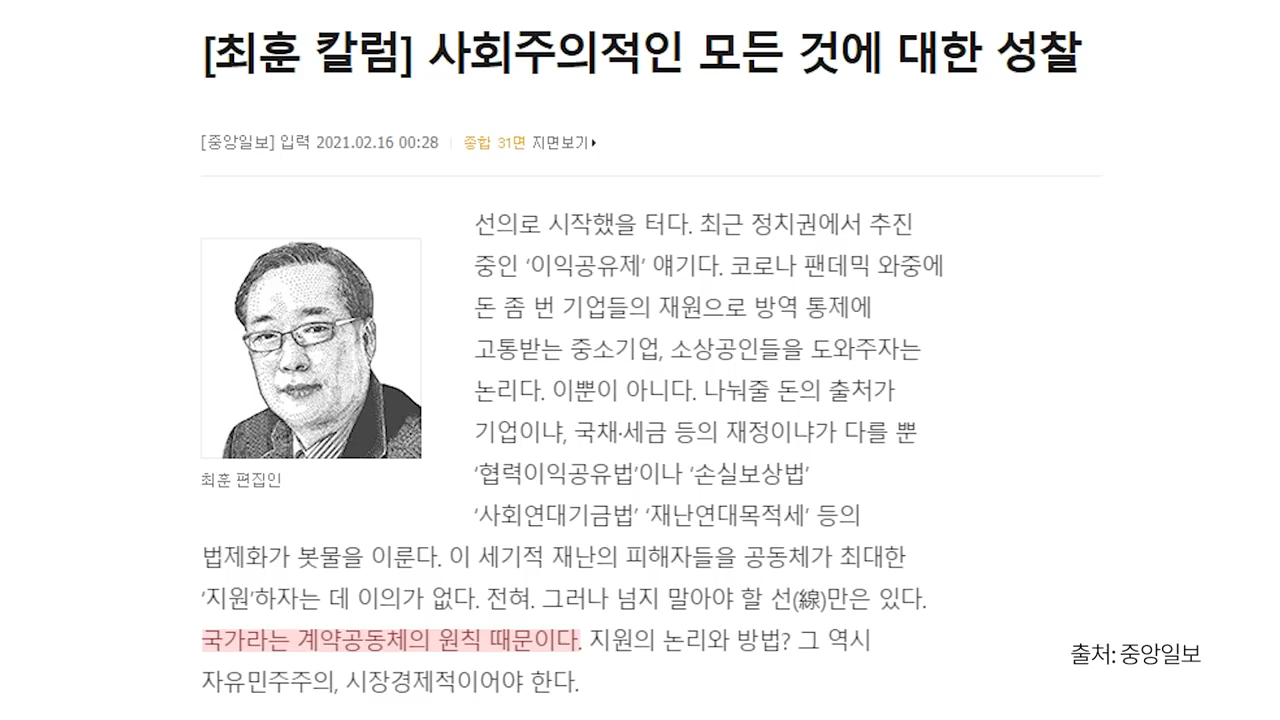 [최훈 칼럼] 사회주의적인 모든 것에 대한 성찰
[중앙일보] 입력 2021.02.16 00:28 | 종합 31면 지면보기
선의로 시작했을 터다. 최근 정치권에서 추진
중인 ‘이익공유제’ 얘기다. 코로나 팬데믹 와중에
돈 좀 번 기업들의 재원으로 방역 통제에
고통받는 중소기업, 소상공인들을 도와주자는
논리다. 이뿐이 아니다. 나눠줄 돈의 출처가
기업이냐, 국채·세금 등의 재정이냐가 다를 뿐
‘협력이익공유법’이나 ‘손실보상법’
‘사회연대기금법’ ‘재난연대목적세’ 등의
법제화가 봇물을 이룬다. 이 세기적 재난의 피해자들을 공동체가 최대한
‘지원’하자는 데 이의가 없다. 전혀. 그러나 넘지 말아야 할 선(線)만은 있다.
국가라는 계약공동체의 원칙 때문이다. 지원의 논리와 방법? 그 역시
자유민주주의, 시장경제적이어야 한다.
최훈 편집인
출처: 중앙일보